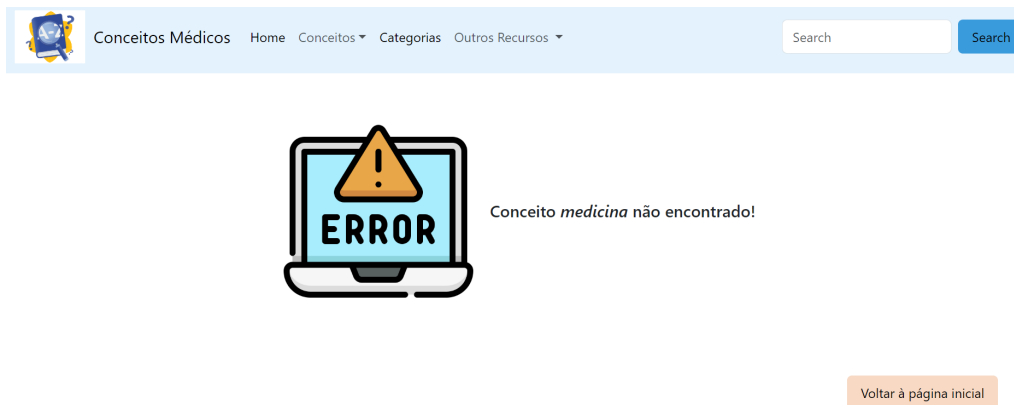 A-Z
Conceitos Médicos Home Conceitos Categorias Outros Recursos Search Search
ERROR
Conceito medicina não encontrado!
Voltar à página inicial